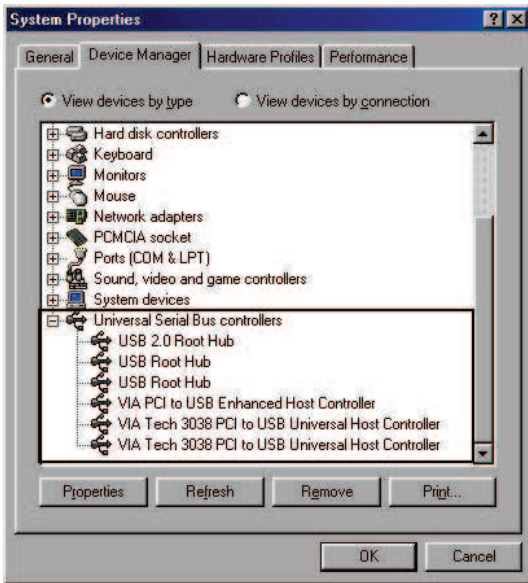 System Properties
General Device Manager Hardware Profiles Performance
View devices by type View devices by connection
Hard disk controllers
Keyboard
Monitors
Mouse
Network adapters
PCMCIA socket
Ports (COM & LPT)
Sound, video and game controllers
System devices
Universal Serial Bus controllers
USB 2.0 Root Hub
USB Root Hub
USB Root Hub
VIA PCI to USB Enhanced Host Controller
VIA Tech 3038 PCI to USB Universal Host Controller
VIA Tech 3038 PCI to USB Universal Host Controller
Properties Refresh Remove Print...
OK Cancel